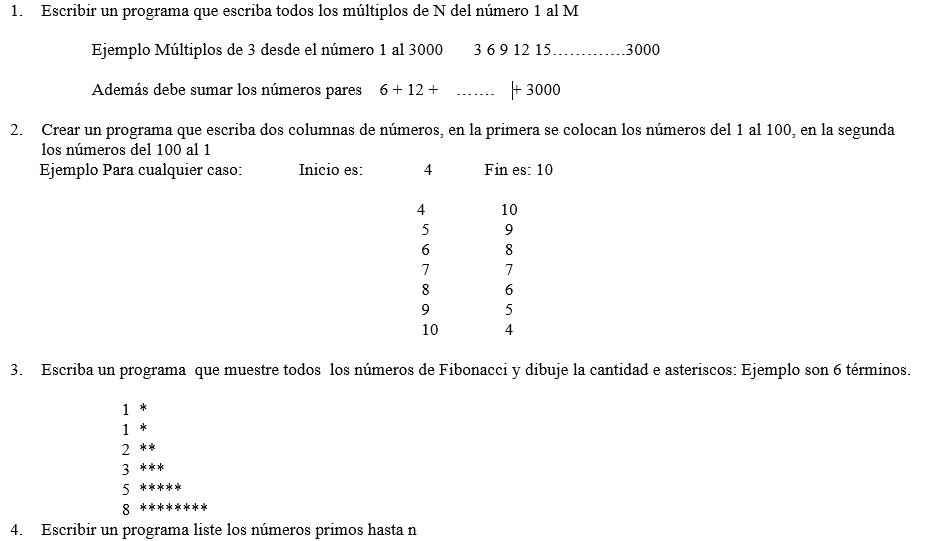 1. Escribir un programa que escriba todos los múltiplos de N del número 1 al M
Ejemplo Múltiplos de 3 desde el número 1 al 3000 3 6 9 12 15………….3000
Además debe sumar los números pares 6 + 12 + ……. + 3000
2. Crear un programa que escriba dos columnas de números, en la primera se colocan los números del 1 al 100, en la segunda
los números del 100 al 1
Ejemplo Para cualquier caso: Inicio es: 4 Fin es: 10
4 10
5 9
6 8
7 7
8 6
9 5
10 4
3. Escriba un programa que muestre todos los números de Fibonacci y dibuje la cantidad e asteriscos: Ejemplo son 6 términos.
1 *
1 *
2 **
3 ***
5 *****
8 ********
4. Escribir un programa liste los números primos hasta n